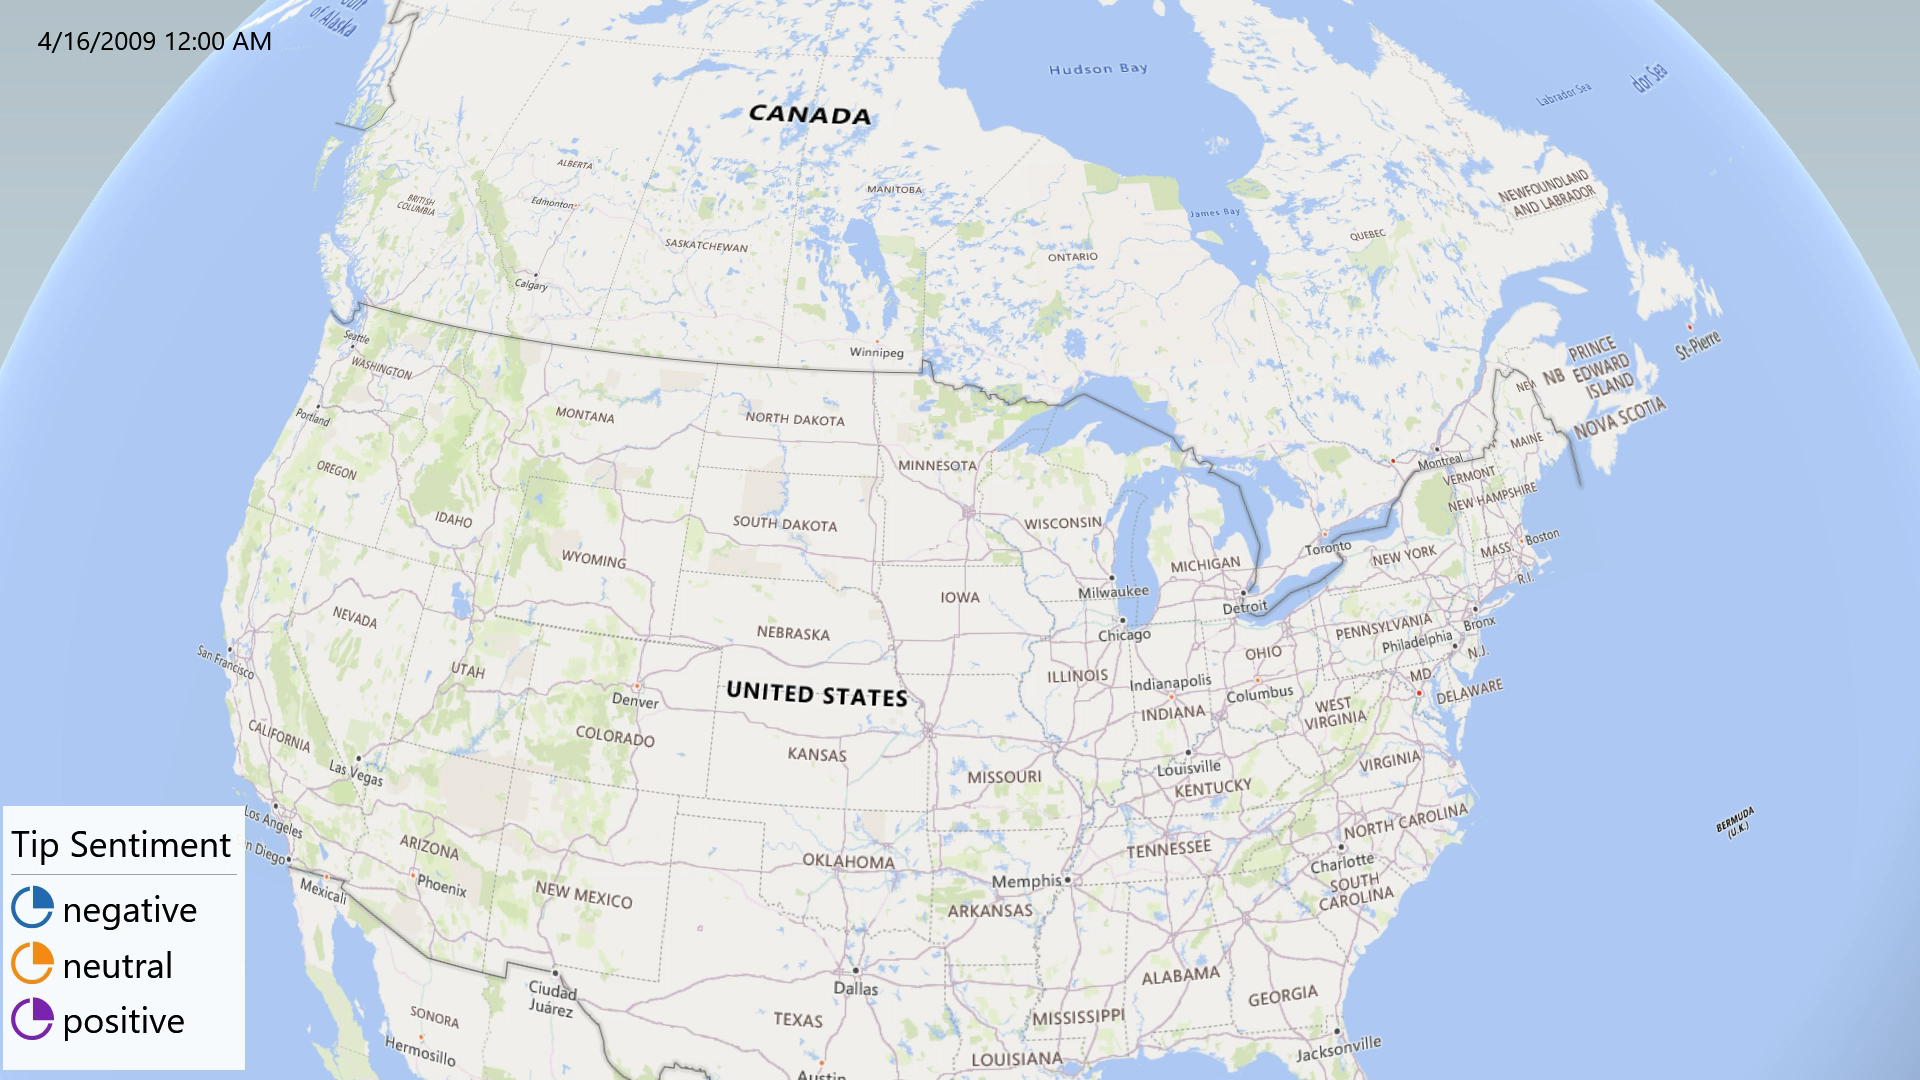 4/16/2009 12:00 AM
of Alaska
Hudson Bay
Labrador Sea
dor Sea
CANADA
ALBERTA
MANITOBA
NEWFOUNDLAND
AND LABRADOR
BRITISH
COLUMBIA
Edmonton
James Bay
SASKATCHEWAN
QUEBEC
ONTARIO
Calgary
Seattle
Winnipeg
St-Pierre
WASHINGTON
PRINCE
EDWARD
ISLAND
NB
NEW
NOVA SCOTIA
Portland
MONTANA
NORTH DAKOTA
MAINE
OREGON
MINNESOTA
Montreal
VERMONT
NEW HAMPSHIRE
IDAHO
SOUTH DAKOTA
WISCONSIN
Toronto
Boston
WYOMING
MICHIGAN
NEW YORK
MASS
R.I.
NEVADA
IOWA
Milwaukee
Detroit
Chicago
NEBRASKA
PENNSYLVANIA
Bronx
Philadelphia
N.J.
San Francisco
UTAH
OHIO
ILLINOIS
Indianapolis
Columbus
MD
DELAWARE
Denver
UNITED STATES
INDIANA
WEST
VIRGINIA
CALIFORNIA
COLORADO
KANSAS
Las Vegas
MISSOURI
Louisville
VIRGINIA
KENTUCKY
Los Angeles
NORTH CAROLINA
BERMUDA
(U.K.)
ARIZONA
OKLAHOMA
TENNESSEE
n Diego
Charlotte
Mexicali
Phoenix
NEW MEXICO
Memphis
SOUTH
CAROLINA
ARKANSAS
ALABAMA
Ciudad
Juárez
Dallas
GEORGIA
SONORA
TEXAS
MISSISSIPPI
Hermosillo
LOUISIANA
Jacksonville
Austin
Tip Sentiment
negative
neutral
positive